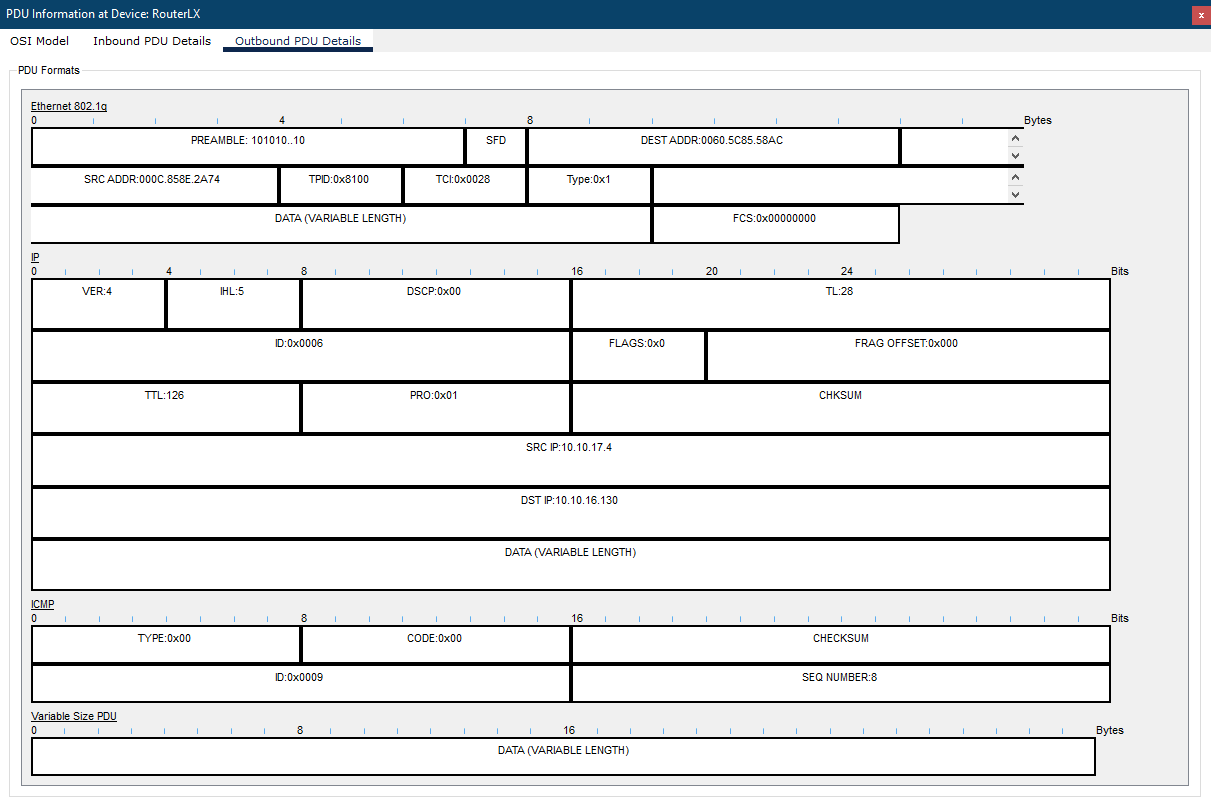 PDU Information at Device: RouterLX x
OSI Model Inbound PDU Details Outbound PDU Details
PDU Formats
Ethernet 802.1q
0 4 8 Bytes
PREAMBLE: 101010..10 SFD DEST ADDR:0060.5C85.58AC
SRC ADDR:000C.858E.2A74 TPID:0x8100 TCI:0x0028 Type:0x1
DATA (VARIABLE LENGTH) FCS:0x00000000
IP
0 4 8 16 20 24 Bits
VER:4 IHL:5 DSCP:0x00 TL:28
ID:0x0006 FLAGS:0x0 FRAG OFFSET:0x000
TTL:126 PRO:0x01 CHKSUM
SRC IP:10.10.17.4
DST IP:10.10.16.130
DATA (VARIABLE LENGTH)
ICMP
0 8 16 Bits
TYPE:0x00 CODE:0x00 CHECKSUM
ID:0x0009 SEQ NUMBER:8
Variable Size PDU
0 8 16 Bytes
DATA (VARIABLE LENGTH)